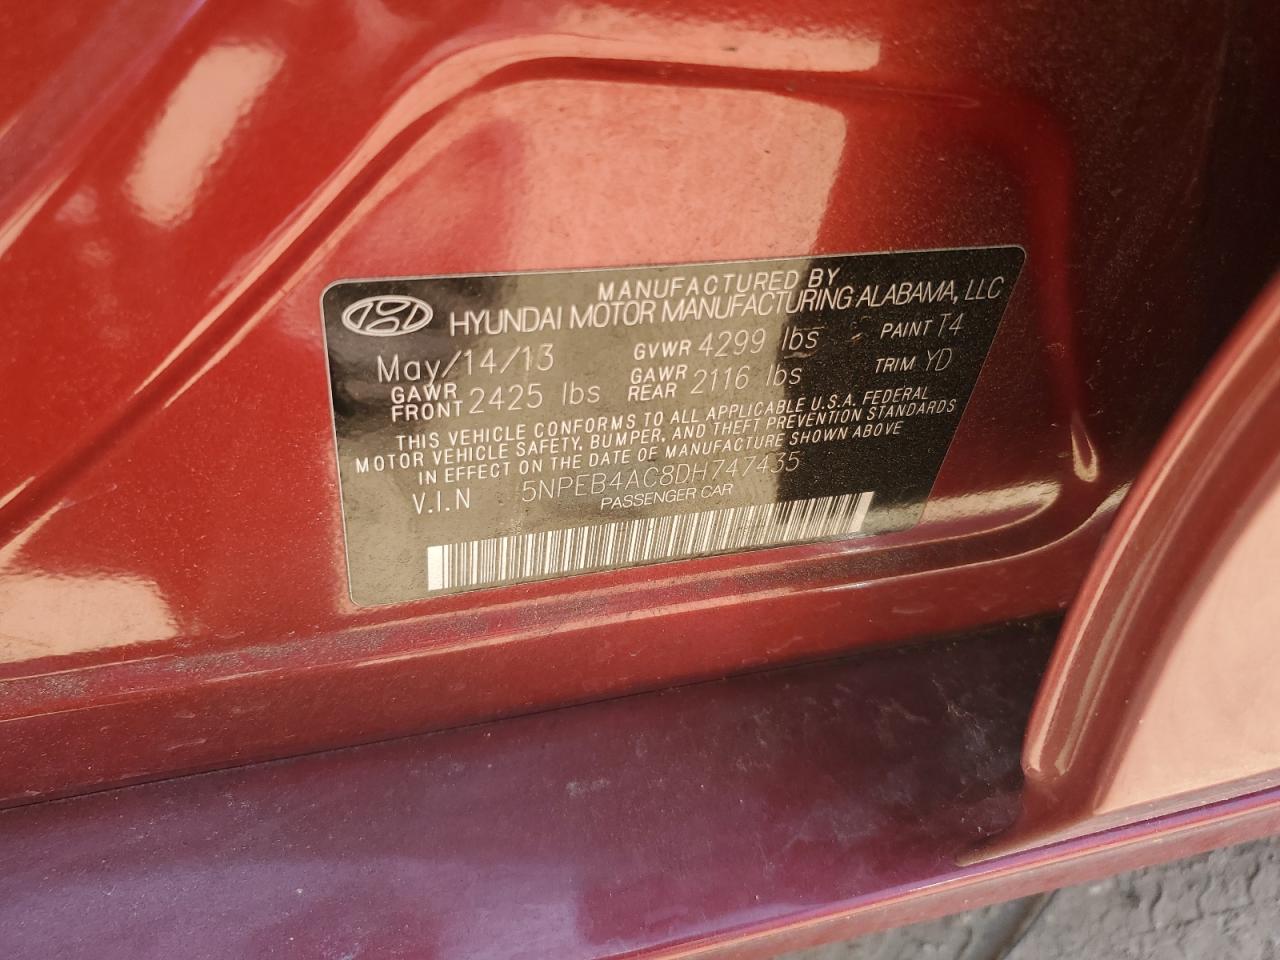 MANUFACTURED BY
HYUNDAI MOTOR MANUFACTURING ALABAMA, LLC
May/14/13 GVWR 4299 lbs PAINT T4
GAWR FRONT 2425 lbs GAWR REAR 2116 lbs TRIM YD
THIS VEHICLE CONFORMS TO ALL APPLICABLE U.S.A. FEDERAL
MOTOR VEHICLE SAFETY, BUMPER, AND THEFT PREVENTION STANDARDS
IN EFFECT ON THE DATE OF MANUFACTURE SHOWN ABOVE
V.I.N 5NPEB4AC8DH747435
PASSENGER CAR